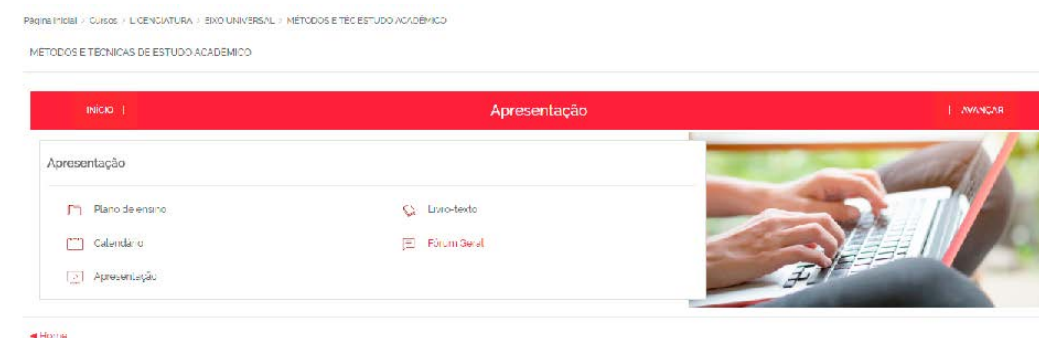 Página Inicial / Cursos / LICENCIATURA / EIXO UNIVERSAL / MÉTODOS E TÉC ESTUDO ACADÊMICO
MÉTODOS E TÉCNICAS DE ESTUDO ACADÊMICO
INÍCIO |
Apresentação
| AVANÇAR
Apresentação
Plano de ensino
Livro-texto
Calendário
Fórum Geral
Apresentação
◄ Home